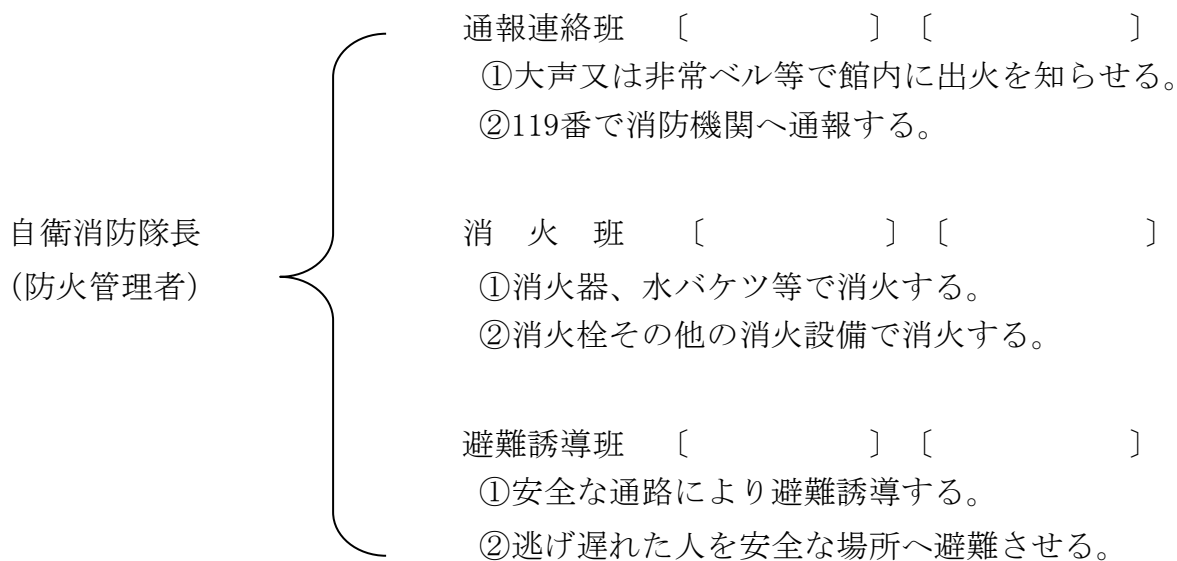 通報連絡班　〔　　　　　　〕〔　　　　　　〕
①大声又は非常ベル等で館内に出火を知らせる。
②119番で消防機関へ通報する。
自衛消防隊長
(防火管理者)
消　火　班　〔　　　　　　〕〔　　　　　　〕
①消火器、水バケツ等で消火する。
②消火栓その他の消火設備で消火する。
避難誘導班　〔　　　　　　〕〔　　　　　　〕
①安全な通路により避難誘導する。
②逃げ遅れた人を安全な場所へ避難させる。